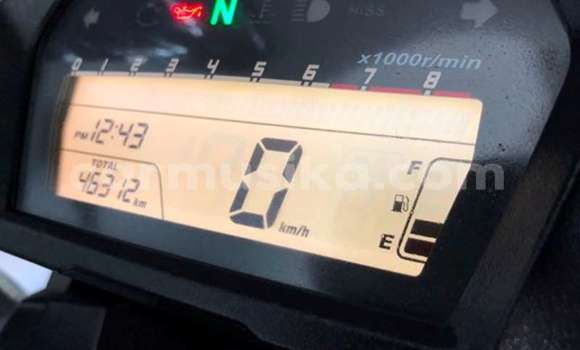 N
HISS
x1000r/min
0 1 2 3 4 5 6 7 8
PM 12:43
TOTAL
46312 km
0
km/h
F
E